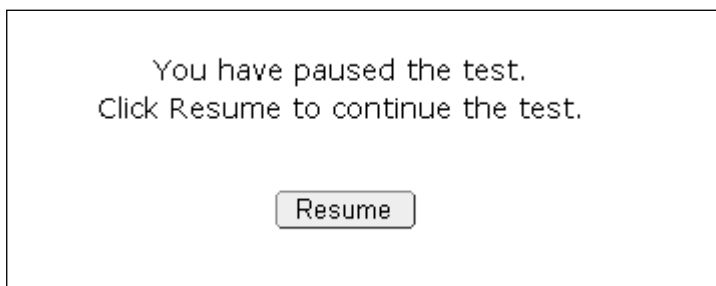 You have paused the test.
Click Resume to continue the test.
Resume